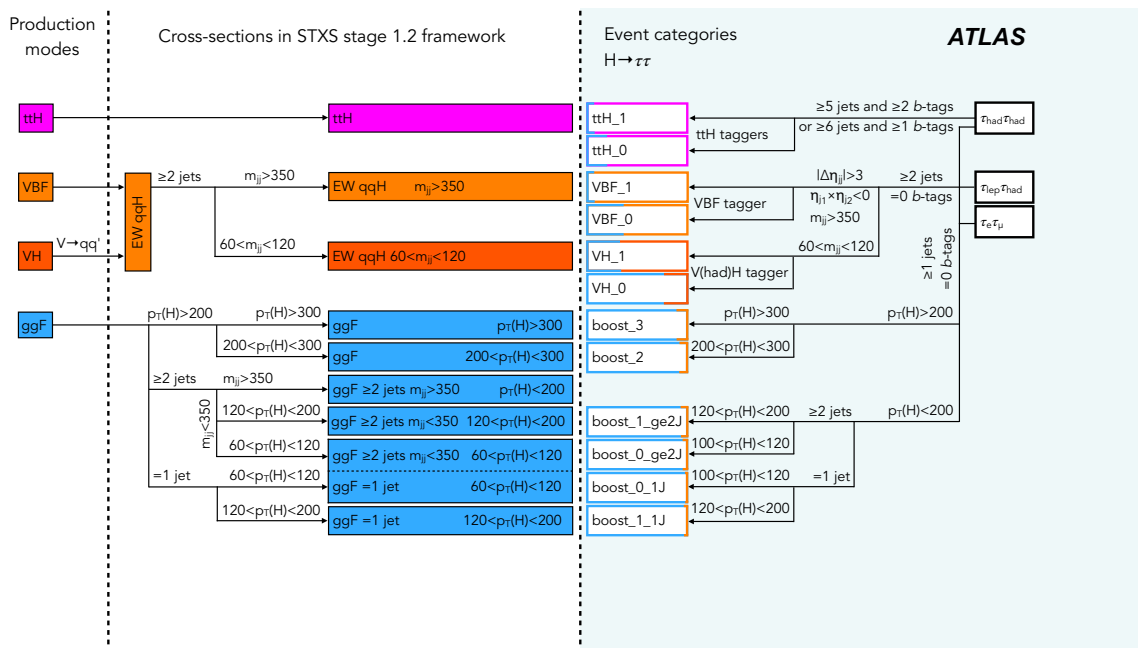 Production
modes
Cross-sections in STXS stage 1.2 framework
Event categories
H→ττ
ATLAS
ttH
ttH
ttH_1
≥5 jets and ≥2 b-tags
or ≥6 jets and ≥1 b-tags
ttH taggers
τhadτhad
ttH_0
VBF
EW qqH
≥2 jets
mjj>350
EW qqH mjj>350
VBF_1
|Δηjj|>3
ηj1×ηj2<0
mjj>350
VBF tagger
≥2 jets
=0 b-tags
τlepτhad
VBF_0
τeτμ
VH
V→qq'
60<mjj<120
EW qqH 60<mjj<120
VH_1
60<mjj<120
V(had)H tagger
≥1 jets
=0 b-tags
VH_0
ggF
pT(H)>200
pT(H)>300
ggF pT(H)>300
boost_3
pT(H)>300
pT(H)>200
200<pT(H)<300
ggF 200<pT(H)<300
boost_2
200<pT(H)<300
≥2 jets
mjj>350
ggF ≥2 jets mjj>350 pT(H)<200
mjj<350
120<pT(H)<200
ggF ≥2 jets mjj<350 120<pT(H)<200
boost_1_ge2J
120<pT(H)<200
≥2 jets
pT(H)<200
60<pT(H)<120
ggF ≥2 jets mjj<350 60<pT(H)<120
boost_0_ge2J
100<pT(H)<120
=1 jet
60<pT(H)<120
ggF =1 jet 60<pT(H)<120
boost_0_1J
100<pT(H)<120
=1 jet
120<pT(H)<200
ggF =1 jet 120<pT(H)<200
boost_1_1J
120<pT(H)<200